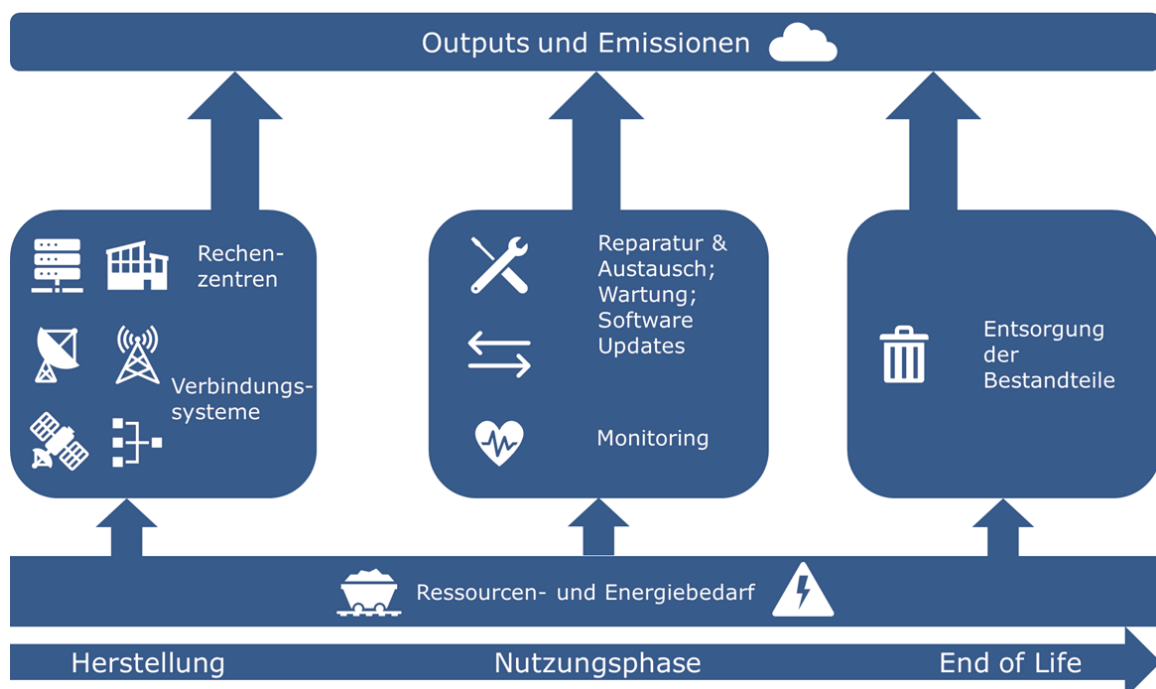 Outputs und Emissionen
Rechen-
zentren
Verbindungs-
systeme
Reparatur &
Austausch;
Wartung;
Software
Updates
Monitoring
Entsorgung
der
Bestandteile
Ressourcen- und Energiebedarf
Herstellung
Nutzungsphase
End of Life